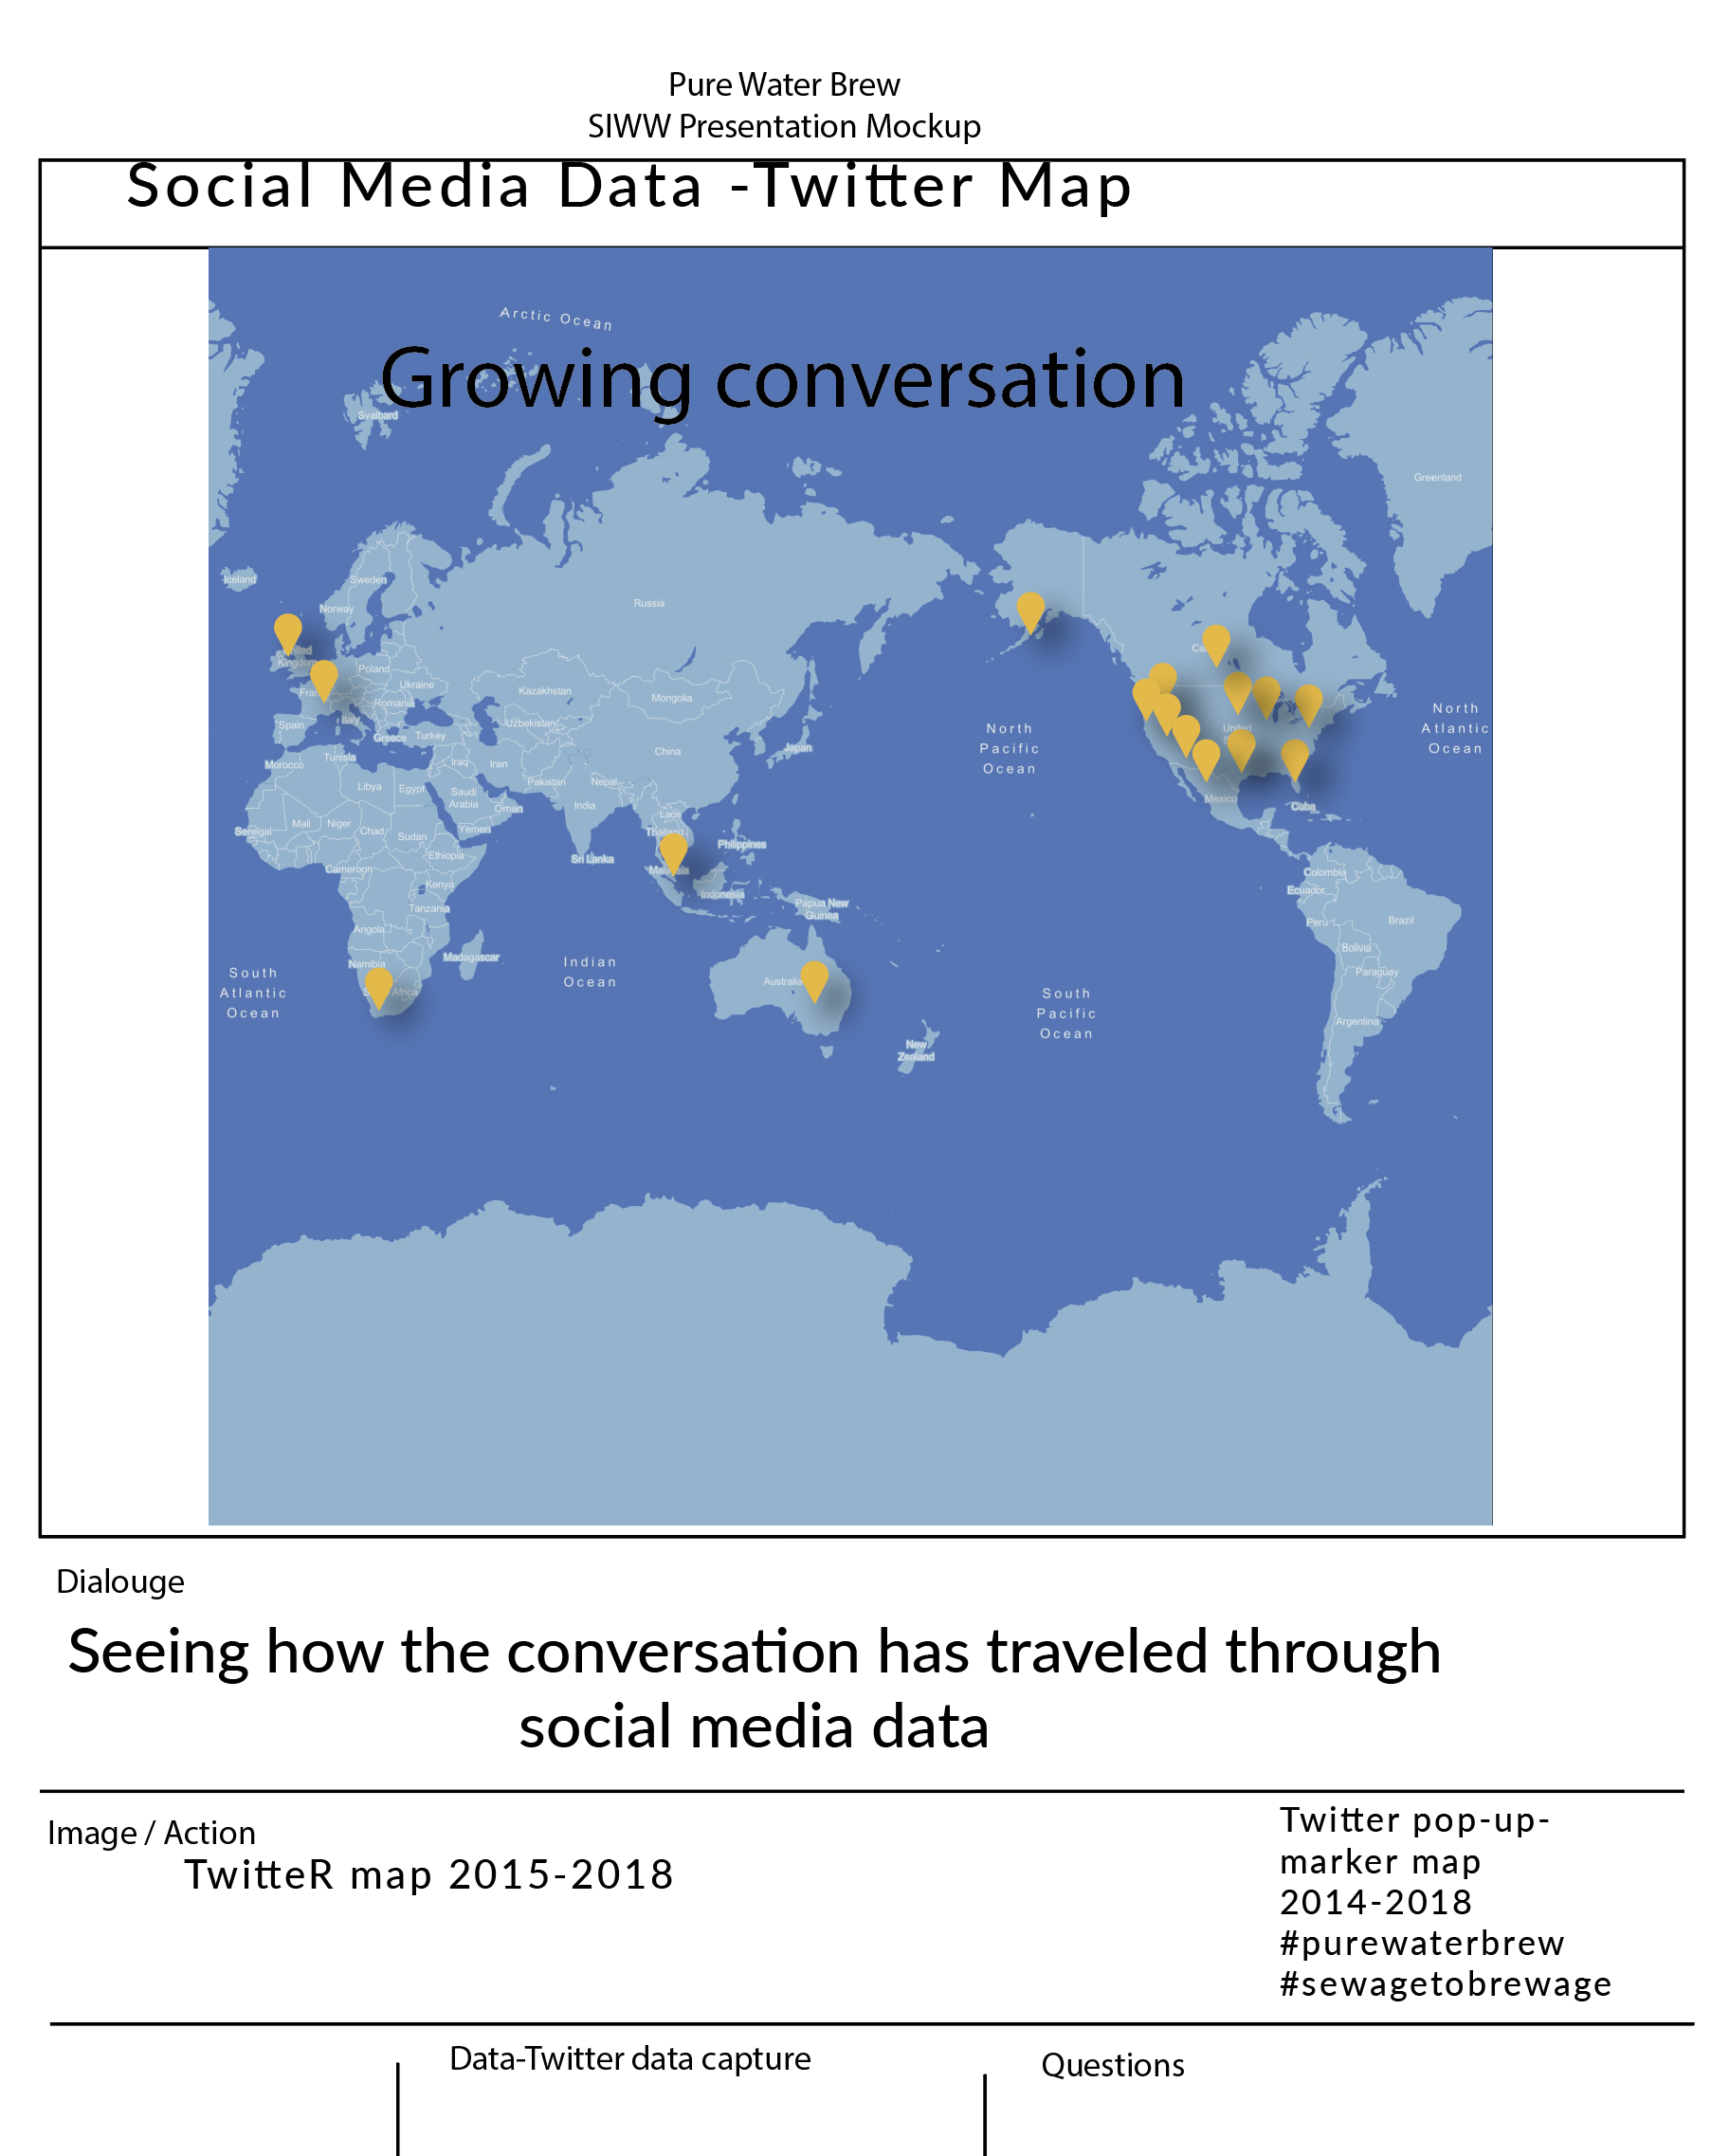 Pure Water Brew
SIWW Presentation Mockup
Social Media Data -Twitter Map
Arctic Ocean
Growing conversation
Svalbard
Greenland
Iceland
Sweden
Norway
Russia
United
Kingdom
Poland
Ukraine
Romania
Italy
Spain
Greece
Turkey
Kazakhstan
Uzbekistan
Mongolia
China
Japan
North
Pacific
Ocean
North
Atlantic
Ocean
United
Mexico
Cuba
Morocco
Tunisia
Libya
Egypt
Iraq
Iran
Saudi
Arabia
Oman
Yemen
Pakistan
Nepal
India
Laos
Thailand
Philippines
Sri Lanka
Indonesia
Papua New
Guinea
Senegal
Mali
Niger
Chad
Sudan
Ethiopia
Cameroon
Kenya
Tanzania
Angola
Namibia
Africa
Madagascar
Colombia
Ecuador
Peru
Brazil
Bolivia
Paraguay
Argentina
South
Atlantic
Ocean
Indian
Ocean
Australia
New
Zealand
South
Pacific
Ocean
Dialouge
Seeing how the conversation has traveled through
social media data
Image / Action
TwitteR map 2015-2018
Twitter pop-up-
marker map
2014-2018
#purewaterbrew
#sewagetobrewage
Data-Twitter data capture
Questions